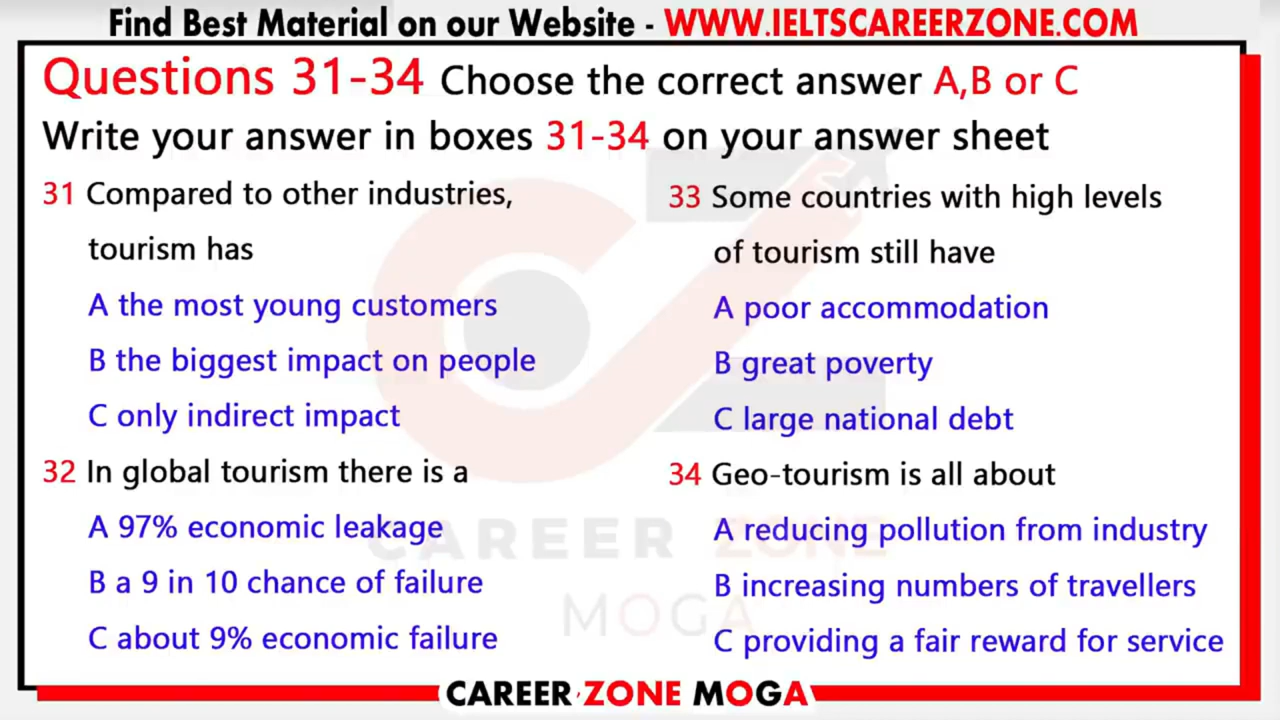 Find Best Material on our Website - WWW.IELTSCAREERZONE.COM
Questions 31-34 Choose the correct answer A,B or C
Write your answer in boxes 31-34 on your answer sheet
31 Compared to other industries,
tourism has
A the most young customers
B the biggest impact on people
C only indirect impact
32 In global tourism there is a
A 97% economic leakage
B a 9 in 10 chance of failure
C about 9% economic failure
33 Some countries with high levels
of tourism still have
A poor accommodation
B great poverty
C large national debt
34 Geo-tourism is all about
A reducing pollution from industry
B increasing numbers of travellers
C providing a fair reward for service
CAREER ZONE
MOGA
CAREER ZONE MOGA